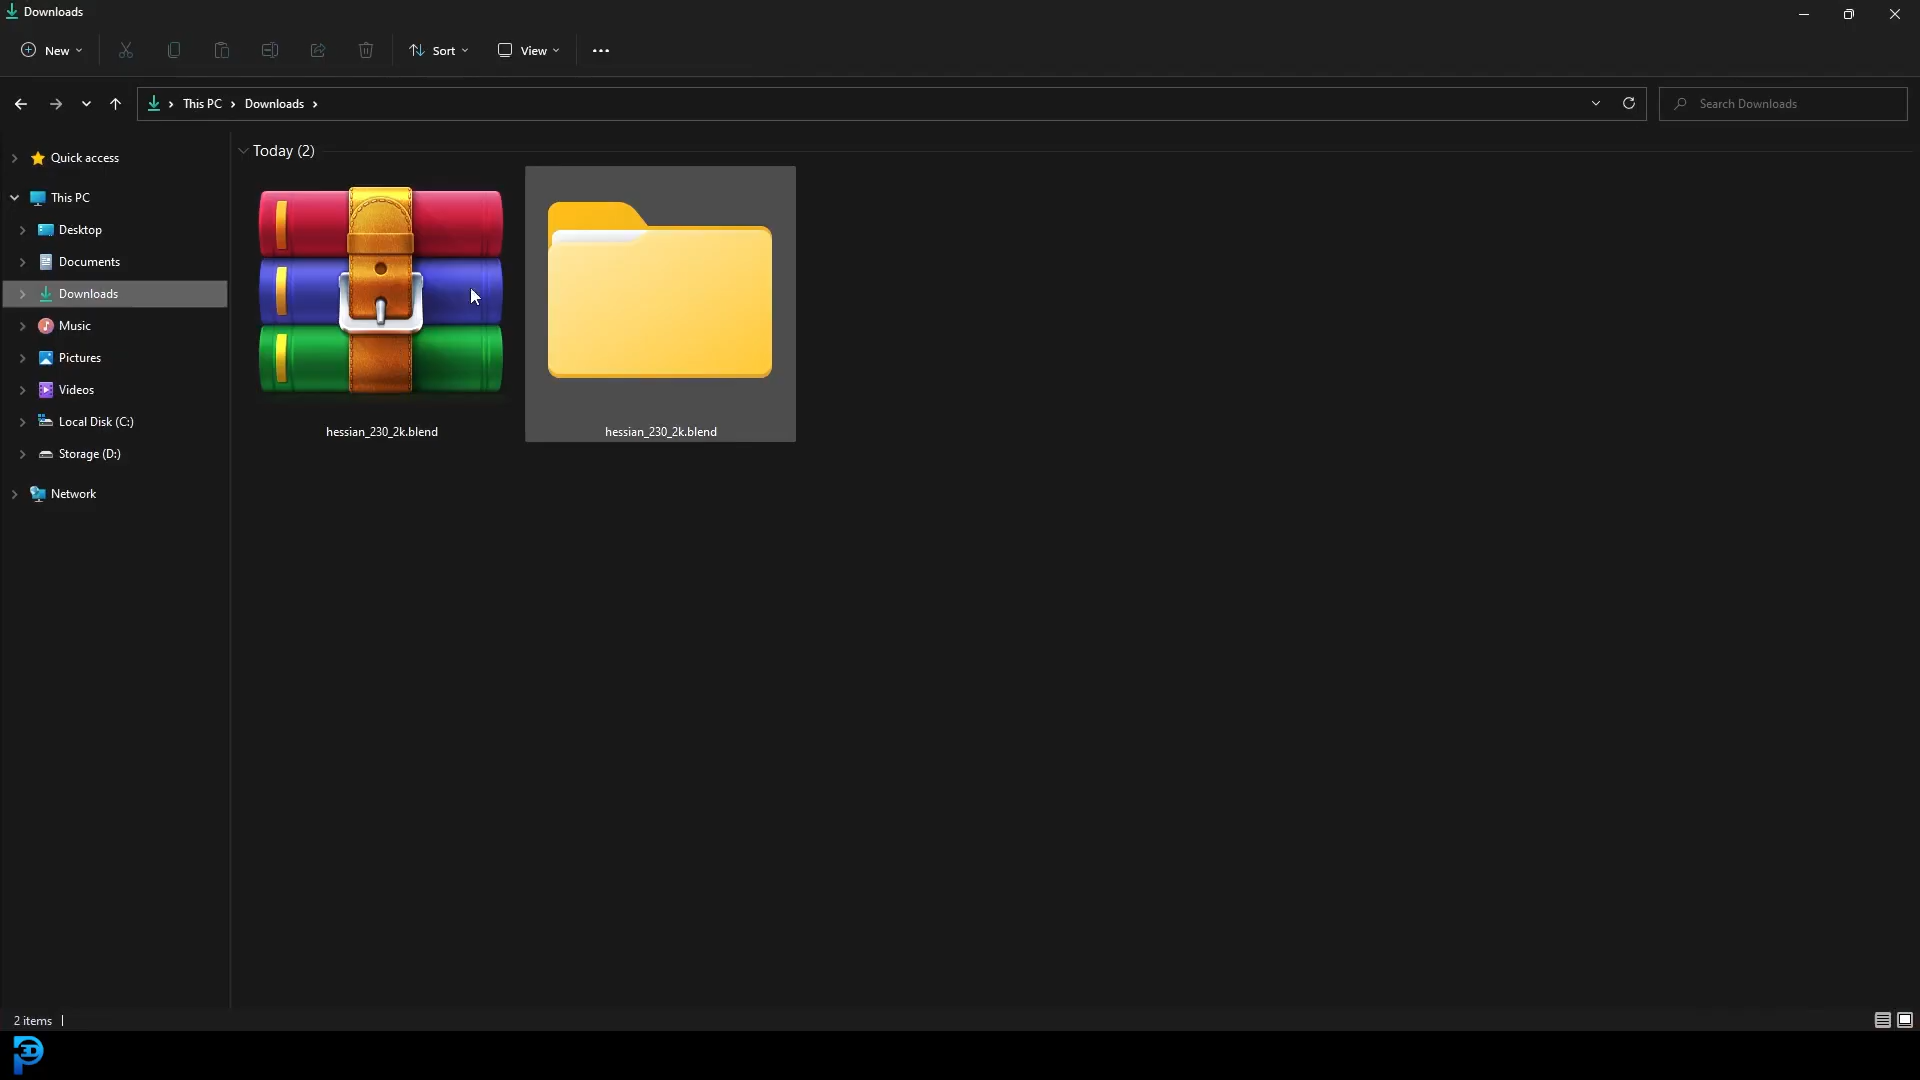 Downloads
New
Sort
View
This PC
Downloads
Search Downloads
Quick access
This PC
Desktop
Documents
Downloads
Music
Pictures
Videos
Local Disk (C:)
Storage (D:)
Network
Today (2)
hessian_230_2k.blend
hessian_230_2k.blend
2 items
P3D